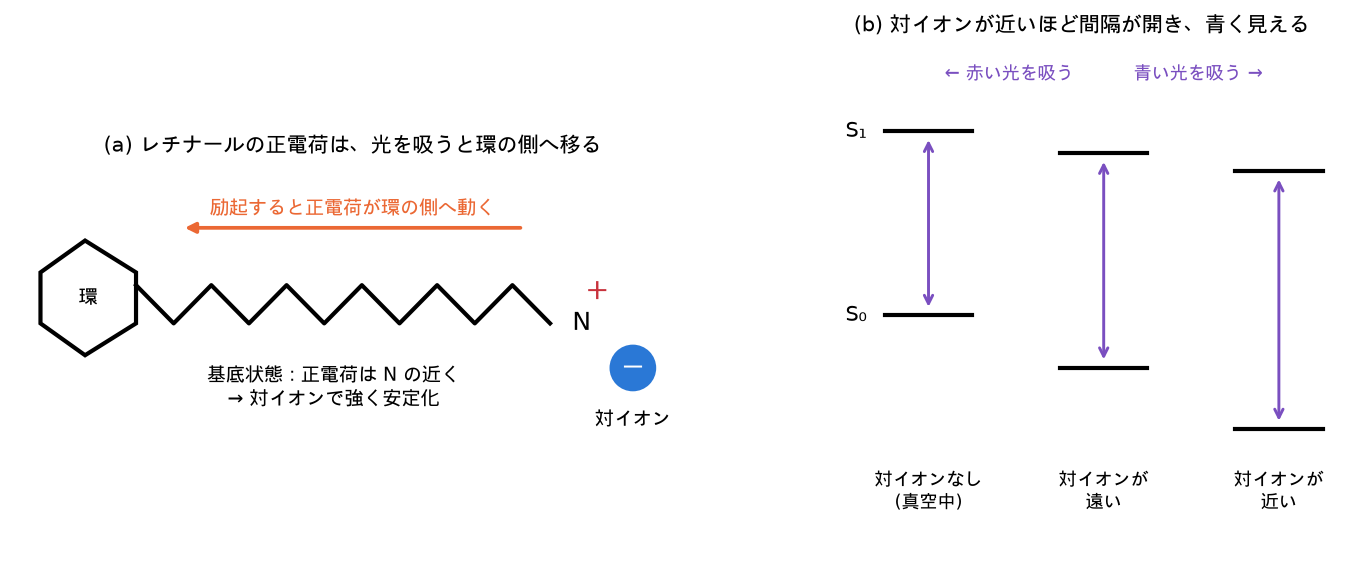 (a) レチナールの正電荷は、光を吸うと環の側へ移る
励起すると正電荷が環の側へ動く
環
+
N
−
基底状態：正電荷は N の近く
→ 対イオンで強く安定化
対イオン
(b) 対イオンが近いほど間隔が開き、青く見える
← 赤い光を吸う
青い光を吸う →
S₁
S₀
対イオンなし
(真空中)
対イオンが
遠い
対イオンが
近い